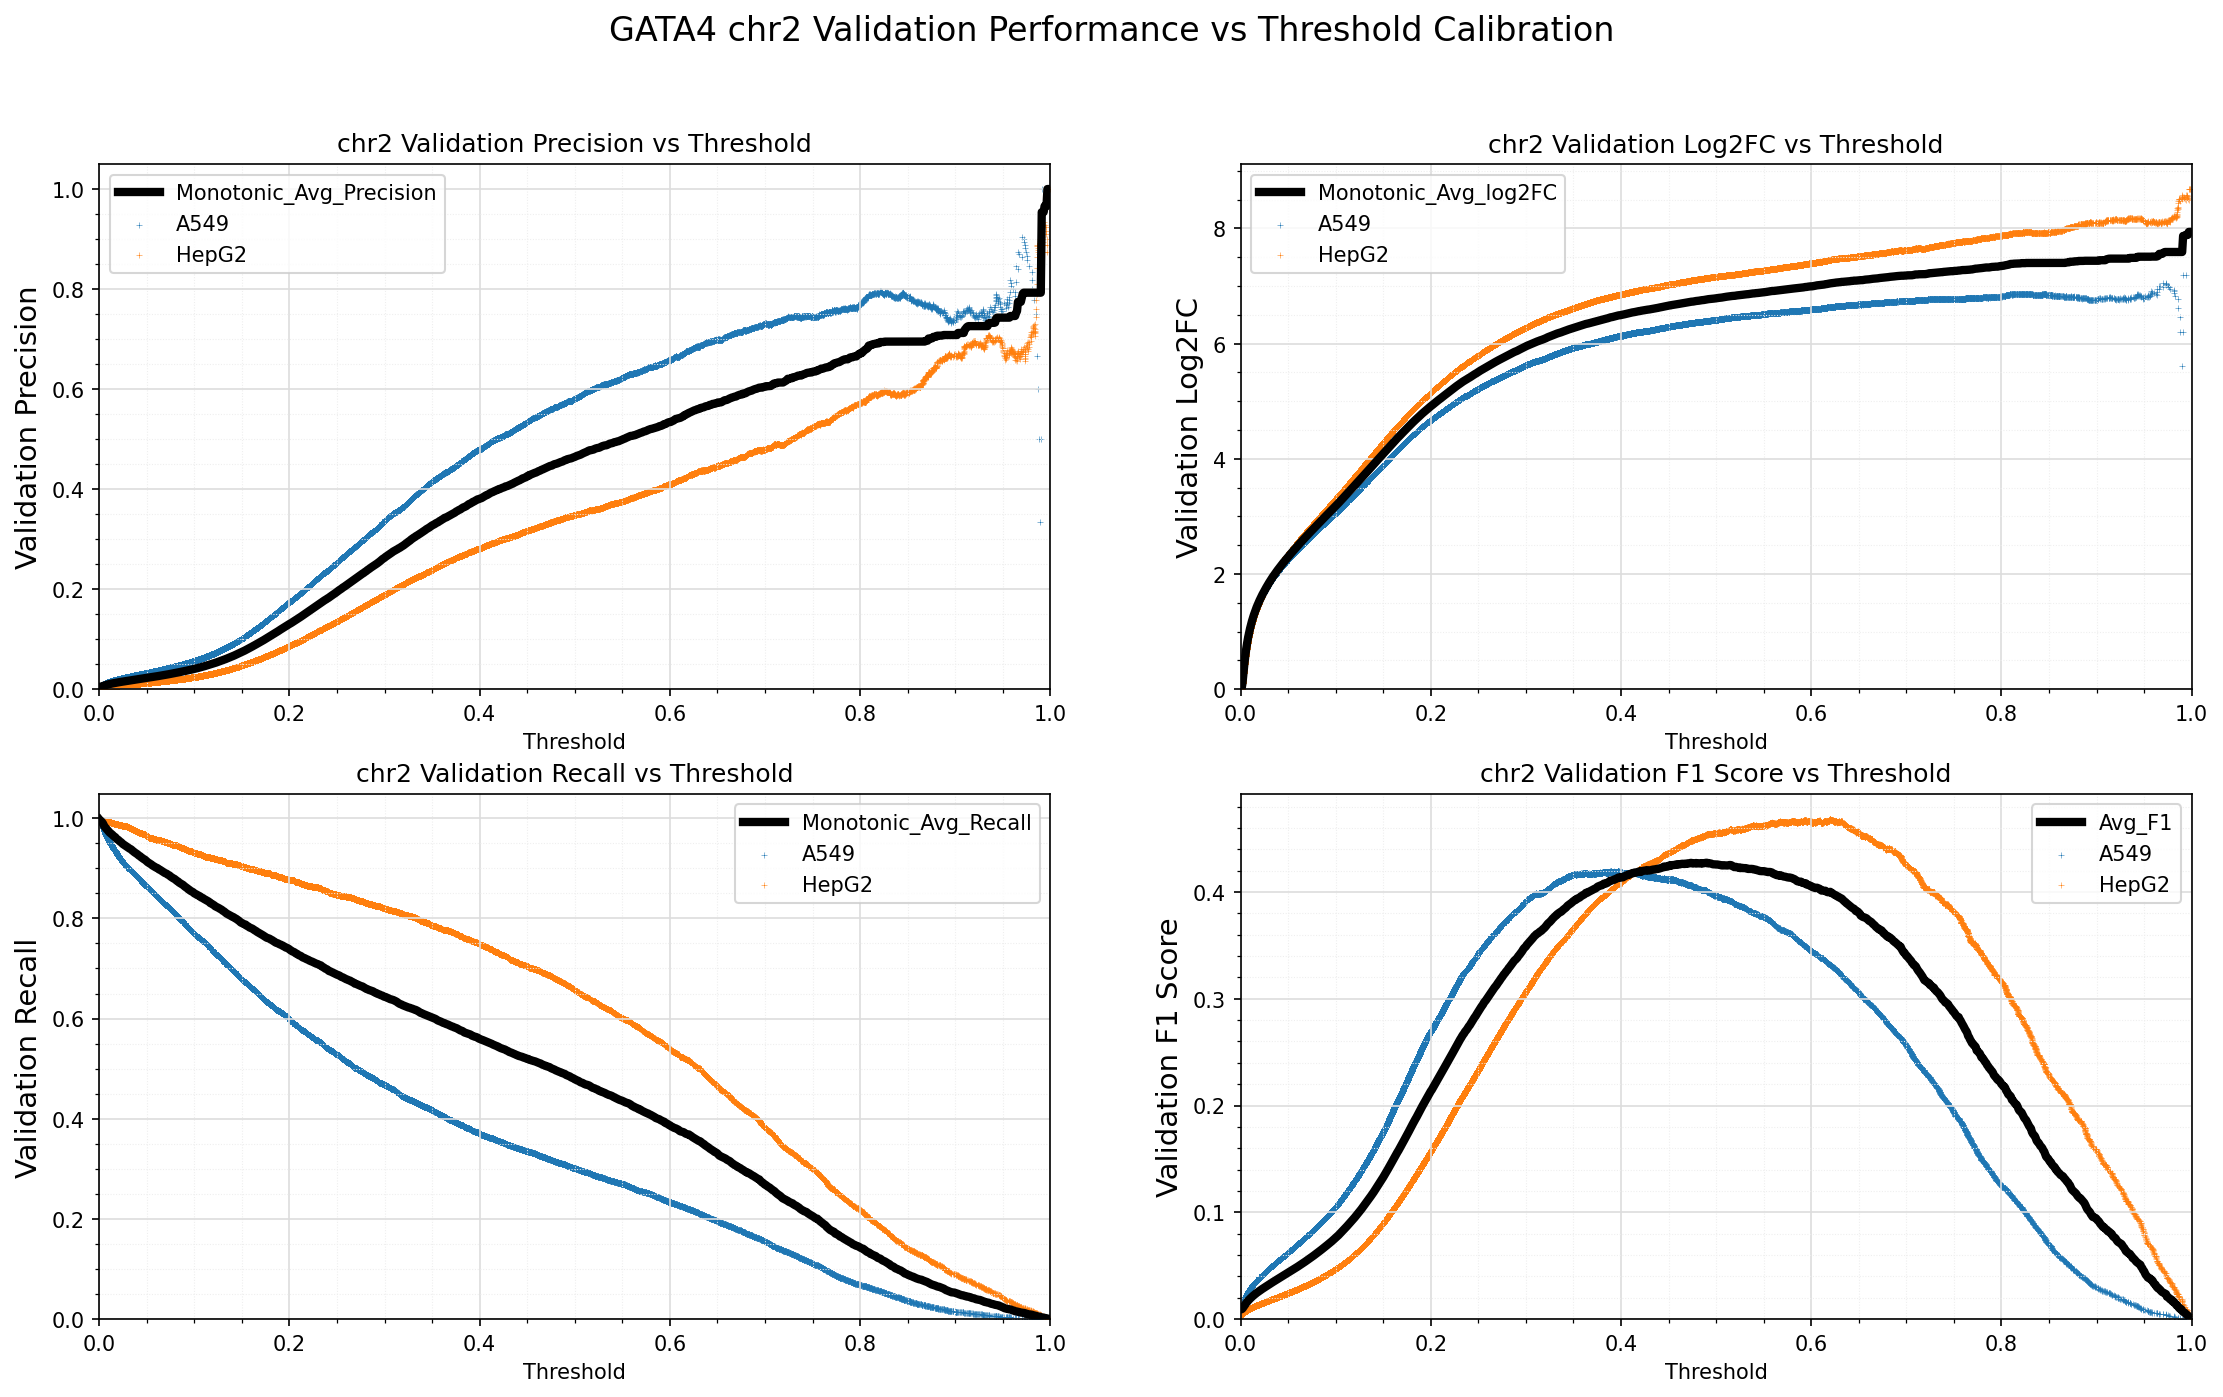 GATA4 chr2 Validation Performance vs Threshold Calibration
chr2 Validation Precision vs Threshold
Validation Precision
1.0
0.8
0.6
0.4
0.2
0.0
Monotonic_Avg_Precision
A549
HepG2
0.0 0.2 0.4 0.6 0.8 1.0
Threshold
chr2 Validation Log2FC vs Threshold
Validation Log2FC
8
6
4
2
0
Monotonic_Avg_log2FC
A549
HepG2
0.0 0.2 0.4 0.6 0.8 1.0
Threshold
chr2 Validation Recall vs Threshold
Validation Recall
1.0
0.8
0.6
0.4
0.2
0.0
Monotonic_Avg_Recall
A549
HepG2
0.0 0.2 0.4 0.6 0.8 1.0
Threshold
chr2 Validation F1 Score vs Threshold
Validation F1 Score
0.4
0.3
0.2
0.1
0.0
Avg_F1
A549
HepG2
0.0 0.2 0.4 0.6 0.8 1.0
Threshold